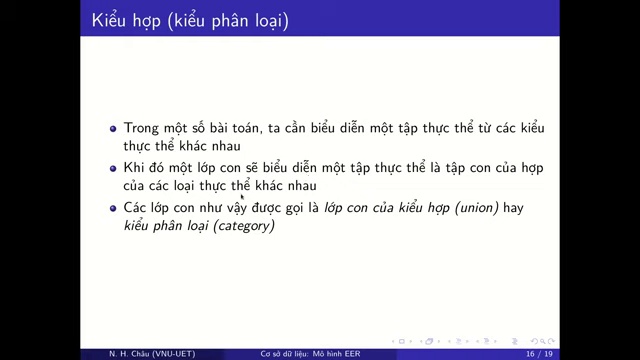 Kiểu hợp (kiểu phân loại)
Trong một số bài toán, ta cần biểu diễn một tập thực thể từ các kiểu
thực thể khác nhau
Khi đó một lớp con sẽ biểu diễn một tập thực thể là tập con của hợp
của các loại thực thể khác nhau
Các lớp con như vậy được gọi là lớp con của kiểu hợp (union) hay
kiểu phân loại (category)
N. H. Châu (VNU-UET) Cơ sở dữ liệu: Mô hình EER 16 / 19